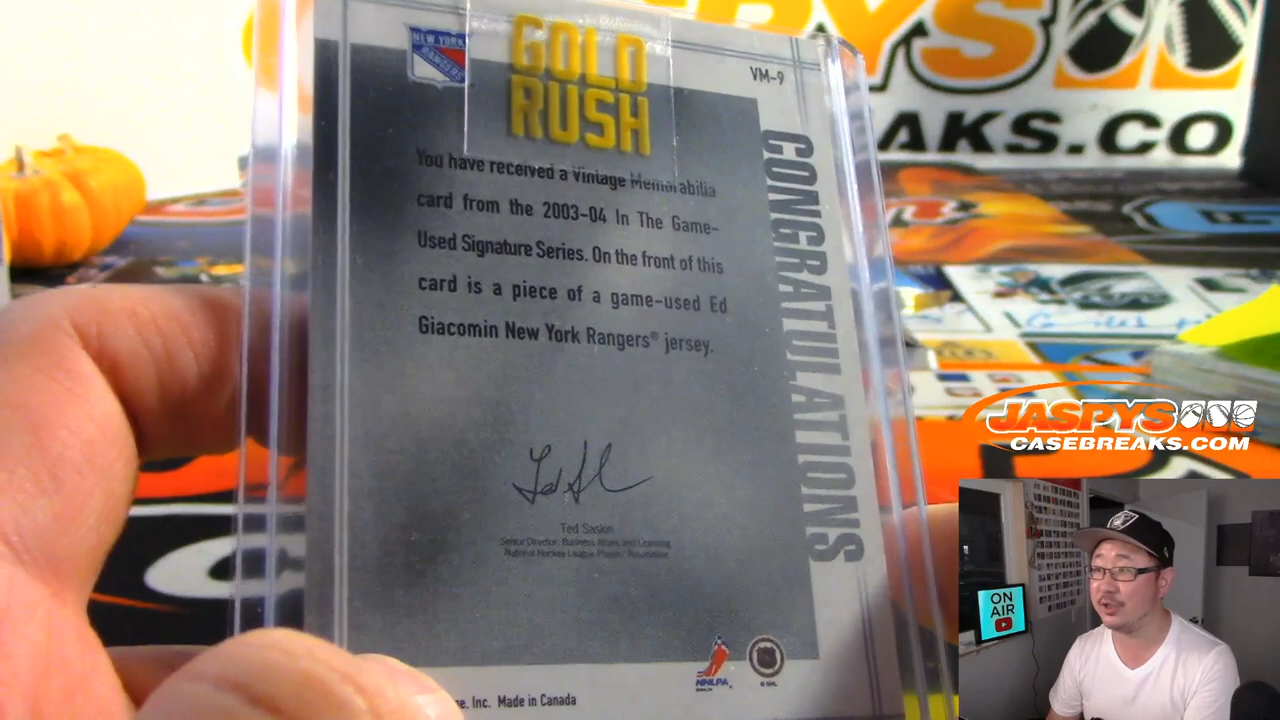 NEW YORK
RANGERS
GOLD
RUSH
VM-9
You have received a Vintage Memorabilia
card from the 2003-04 In The Game-
Used Signature Series. On the front of this
card is a piece of a game-used Ed
Giacomin New York Rangers® jersey.
CONGRATULATIONS
Ted Saskin
Senior Director, Business Affairs and Licensing
National Hockey League Players' Association
NHLPA
Inc. Made in Canada
PYS
AKS.CO
JASPYS
CASEBREAKS.COM
ON
AIR